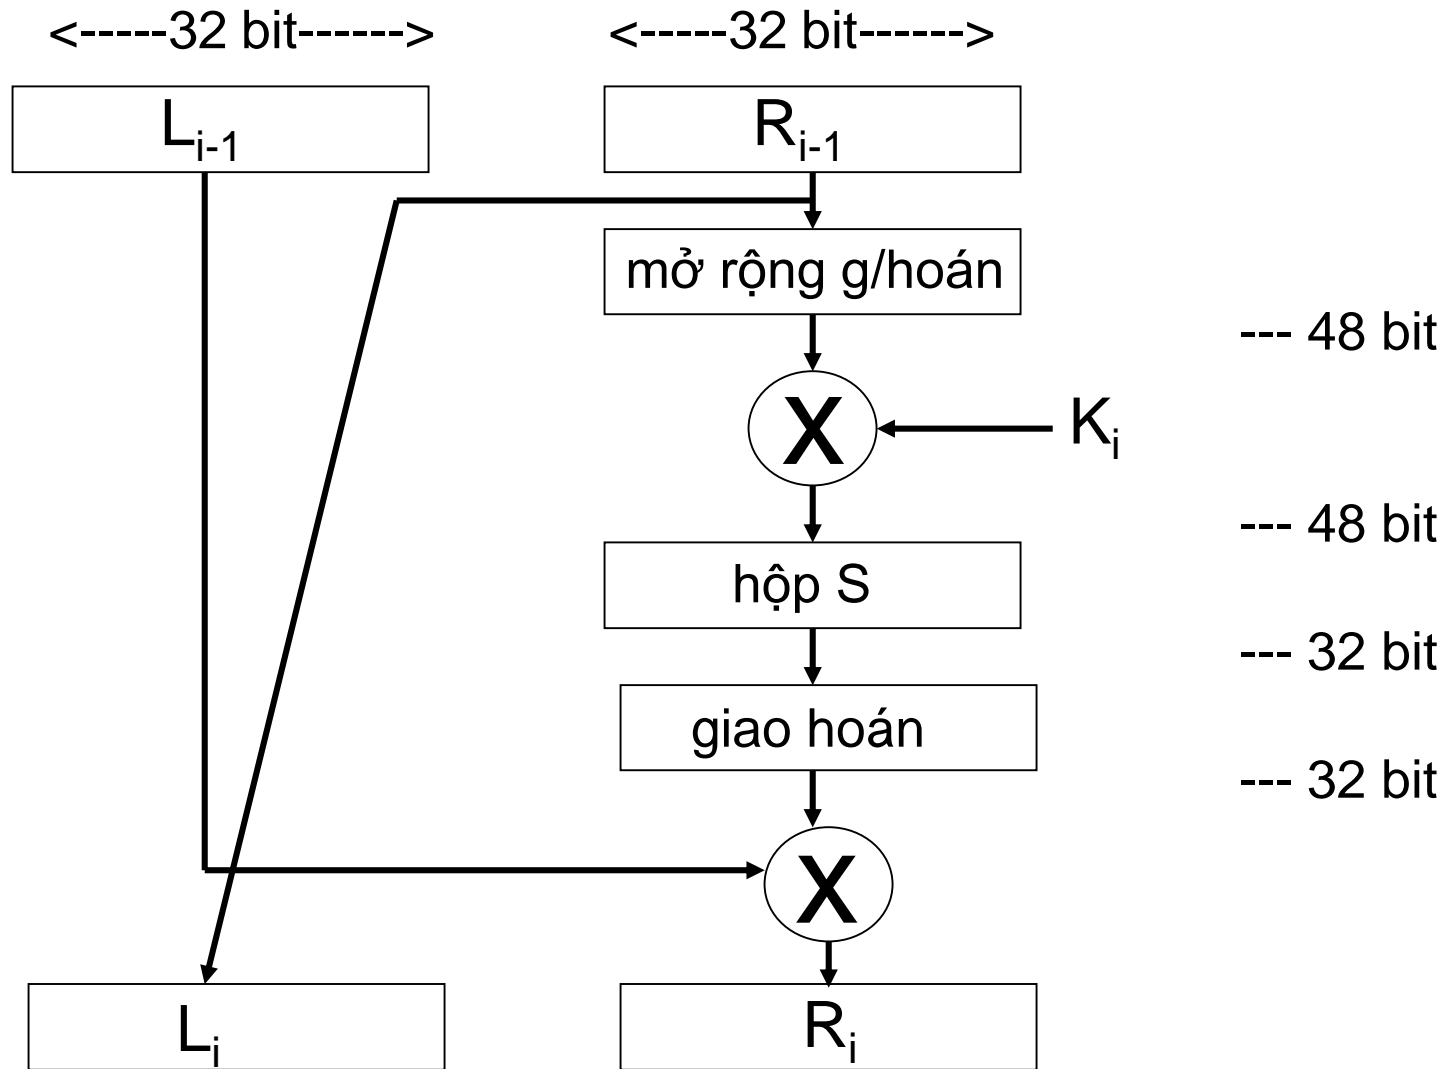 <-----32 bit------> <-----32 bit------>
Lᵢ₋₁ Rᵢ₋₁
mở rộng g/hoán
--- 48 bit
X Kᵢ
--- 48 bit
hộp S
--- 32 bit
giao hoán
--- 32 bit
X
Lᵢ Rᵢ